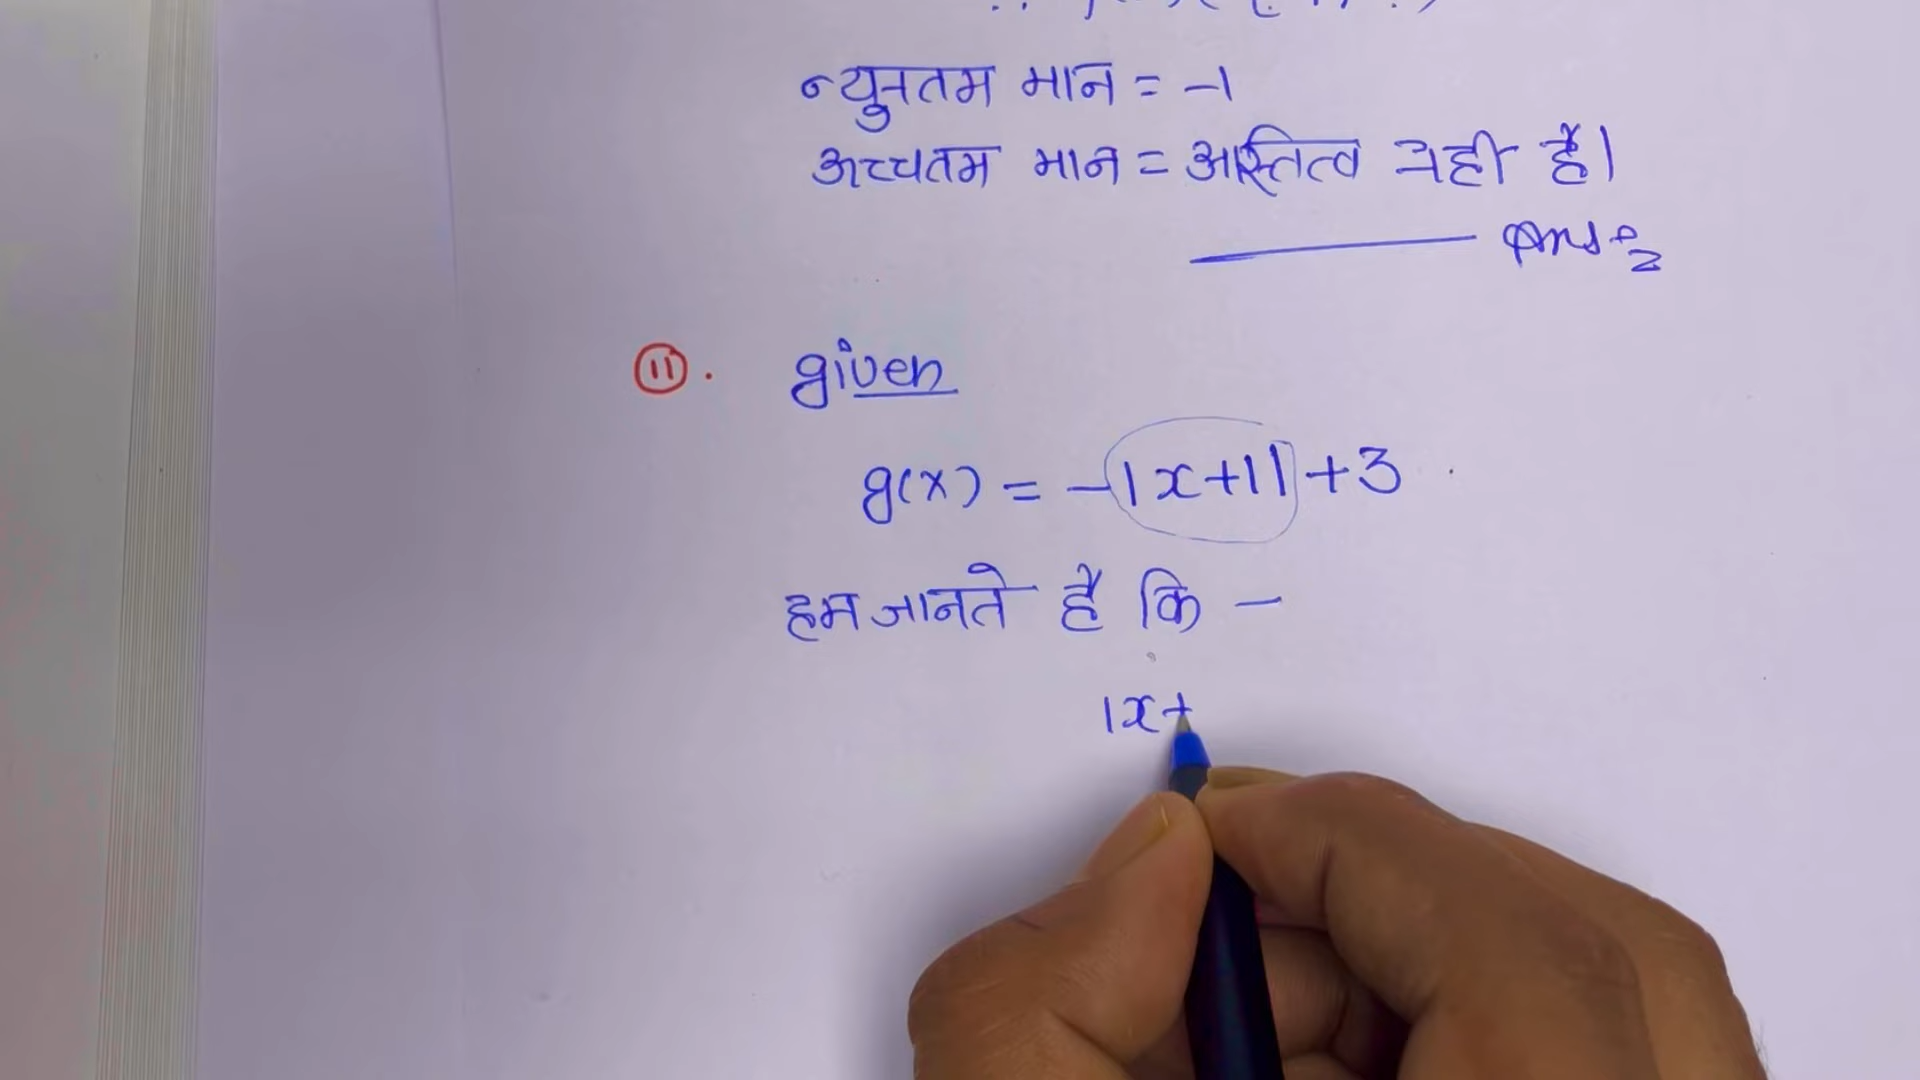 न्युनतम मान = -1
अच्चतम मान = अस्तित्व नही है।
Ans
11. given
g(x) = -|x+1|+3
हम जानते है कि -
|x+